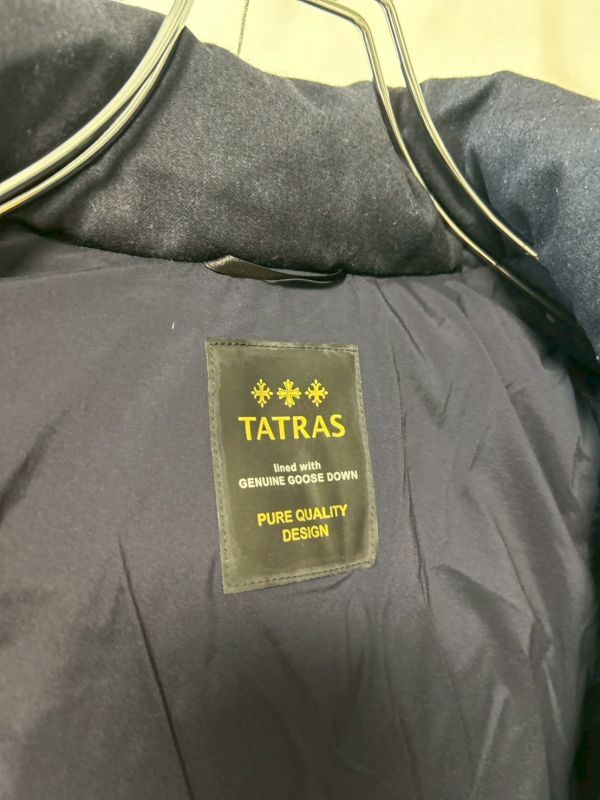 TATRAS
lined with
GENUINE GOOSE DOWN
PURE QUALITY
DESIGN